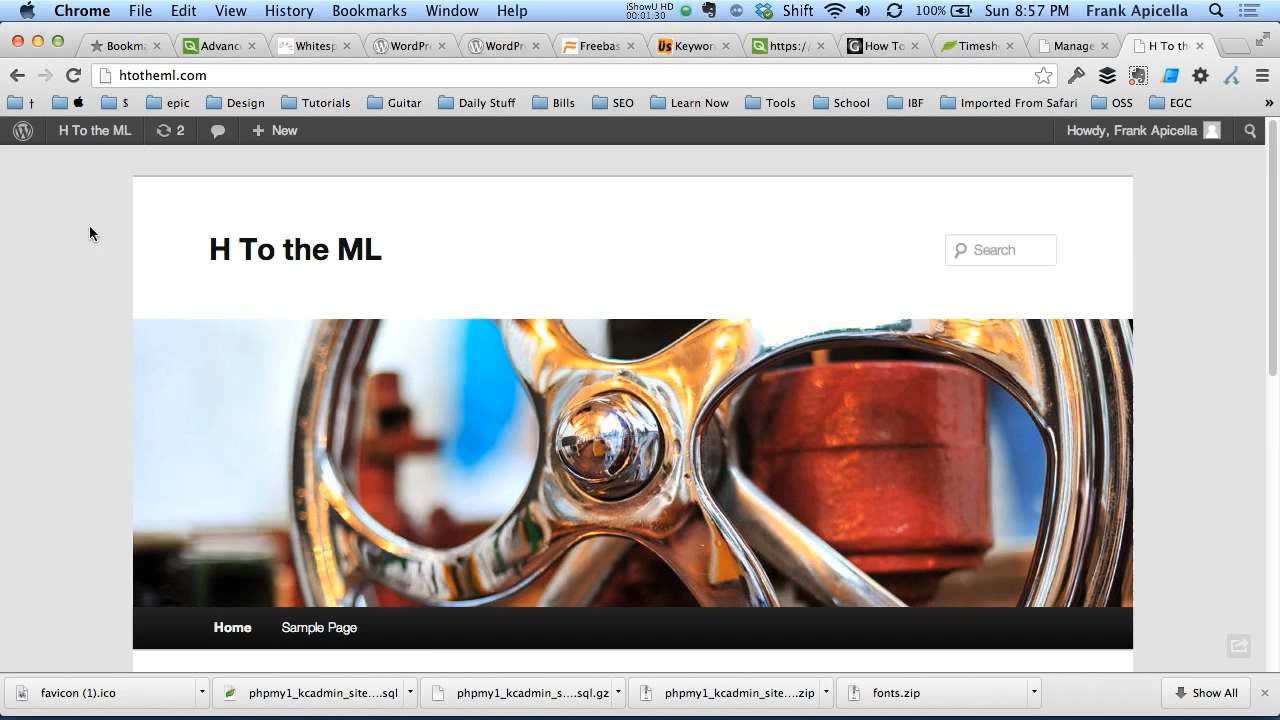 Chrome File Edit View History Bookmarks Window Help iShowU HD 00:01:30 Shift 100% Sun 8:57 PM Frank Apicella
Bookma Advanc Whitesp WordPre WordPr Freebas Us Keywor https:/ G How To Timesh Manage H To th
htotheml.com
† $ epic Design Tutorials Guitar Daily Stuff Bills SEO Learn Now Tools School IBF Imported From Safari OSS EGC »
H To the ML 2 New Howdy, Frank Apicella
H To the ML
Search
Home Sample Page
favicon (1).ico phpmy1_kcadmin_site....sql phpmy1_kcadmin_s....sql.gz phpmy1_kcadmin_site....zip fonts.zip Show All